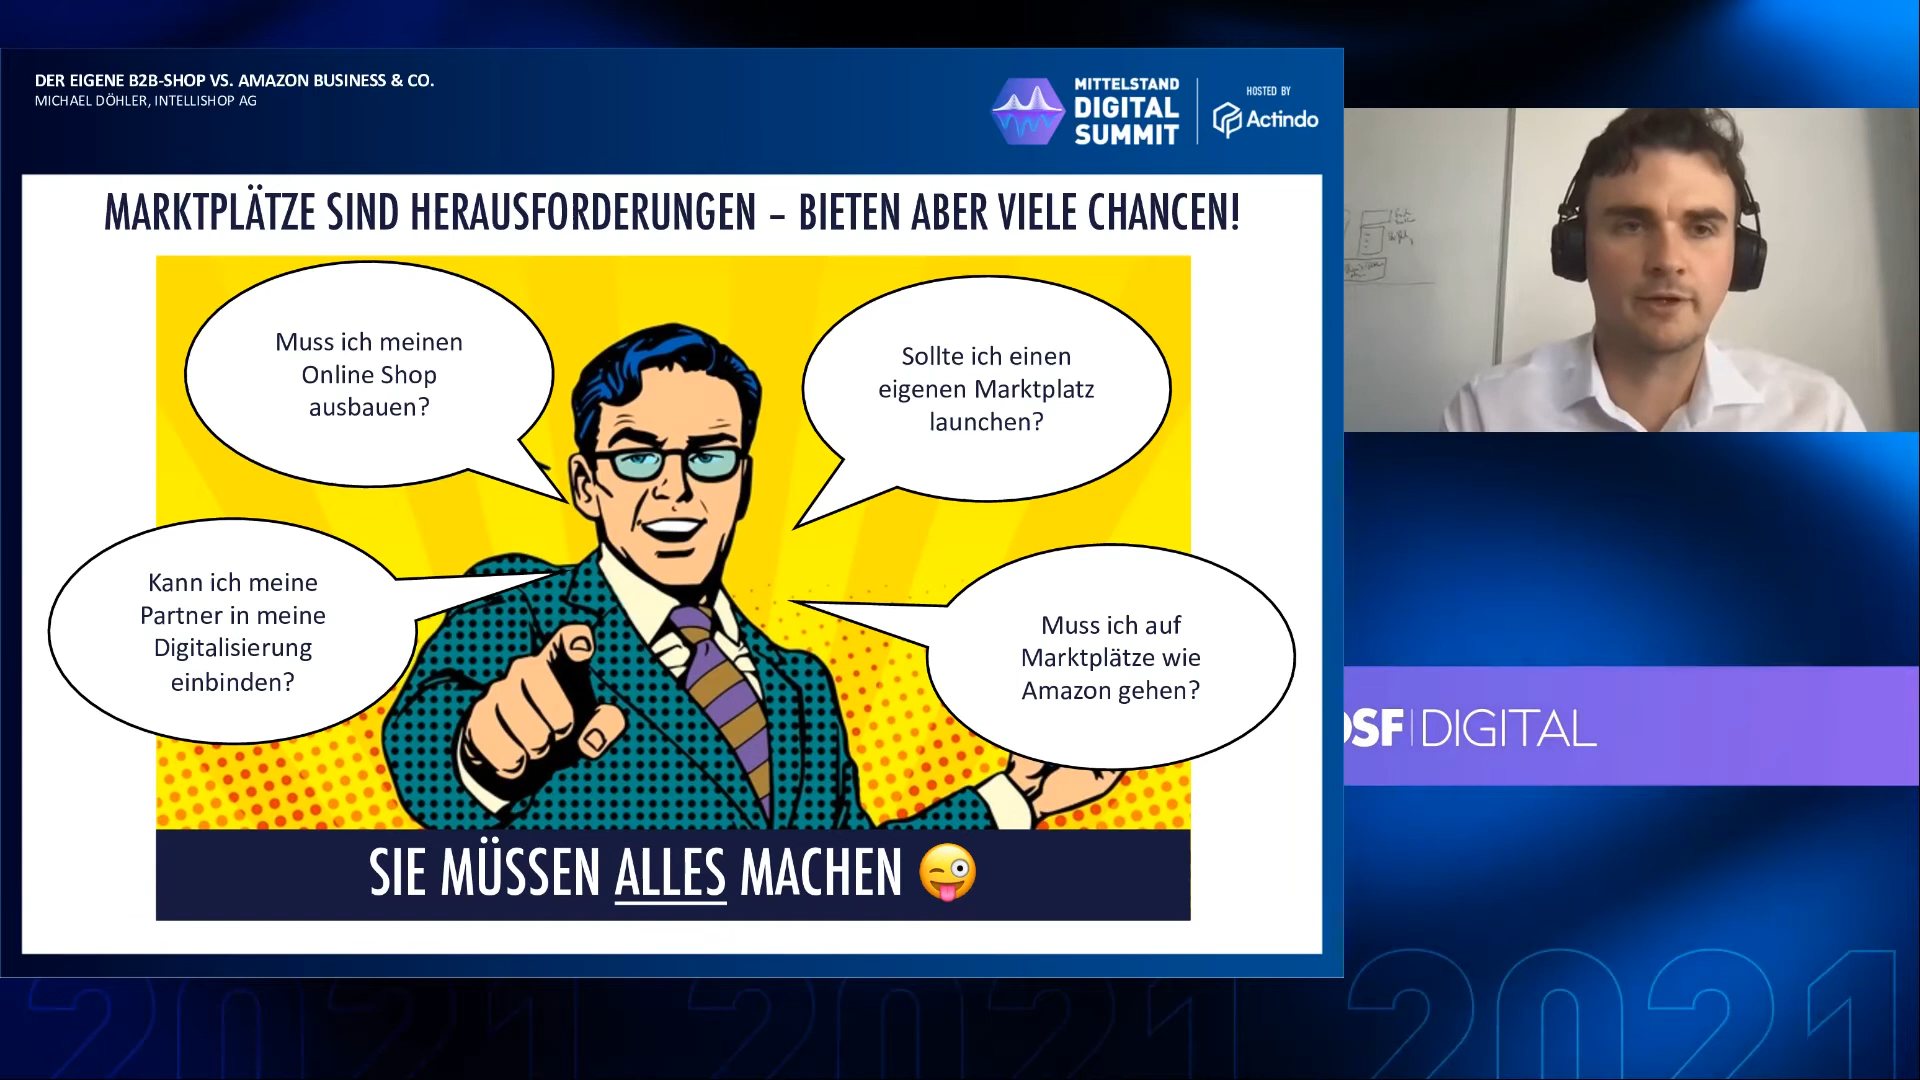 DER EIGENE B2B-SHOP VS. AMAZON BUSINESS & CO.
MICHAEL DÖHLER, INTELLISHOP AG
MITTELSTAND
DIGITAL
SUMMIT
HOSTED BY
Actindo
MARKTPLÄTZE SIND HERAUSFORDERUNGEN – BIETEN ABER VIELE CHANCEN!
Muss ich meinen
Online Shop
ausbauen?
Sollte ich einen
eigenen Marktplatz
launchen?
Kann ich meine
Partner in meine
Digitalisierung
einbinden?
Muss ich auf
Marktplätze wie
Amazon gehen?
SIE MÜSSEN ALLES MACHEN 😜
OSF|DIGITAL
2021 2021 2021